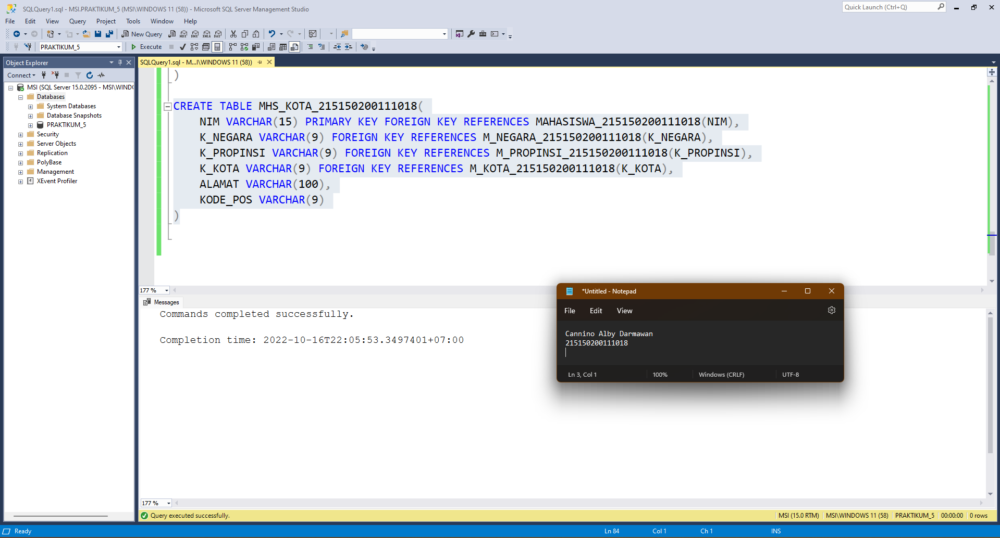 SQLQuery1.sql - MSI.PRAKTIKUM_5 (MSI\WINDOWS 11 (58)) - Microsoft SQL Server Management Studio
Quick Launch (Ctrl+Q)
File Edit View Query Project Tools Window Help
New Query
MDX DMX XMLA DAX
PRAKTIKUM_5
Execute
Object Explorer
SQLQuery1.sql - M...I\WINDOWS 11 (58))
Connect
MSI (SQL Server 15.0.2095 - MSI\WIND
Databases
System Databases
Database Snapshots
PRAKTIKUM_5
Security
Server Objects
Replication
PolyBase
Management
XEvent Profiler
)
CREATE TABLE MHS_KOTA_215150200111018(
NIM VARCHAR(15) PRIMARY KEY FOREIGN KEY REFERENCES MAHASISWA_215150200111018(NIM),
K_NEGARA VARCHAR(9) FOREIGN KEY REFERENCES M_NEGARA_215150200111018(K_NEGARA),
K_PROPINSI VARCHAR(9) FOREIGN KEY REFERENCES M_PROPINSI_215150200111018(K_PROPINSI),
K_KOTA VARCHAR(9) FOREIGN KEY REFERENCES M_KOTA_215150200111018(K_KOTA),
ALAMAT VARCHAR(100),
KODE_POS VARCHAR(9)
)
177 %
Messages
Commands completed successfully.
Completion time: 2022-10-16T22:05:53.3497401+07:00
*Untitled - Notepad
File Edit View
Cannino Alby Darmawan
215150200111018
Ln 3, Col 1 100% Windows (CRLF) UTF-8
177 %
Query executed successfully.
MSI (15.0 RTM) MSI\WINDOWS 11 (58) PRAKTIKUM_5 00:00:00 0 rows
Ready Ln 84 Col 1 Ch 1 INS